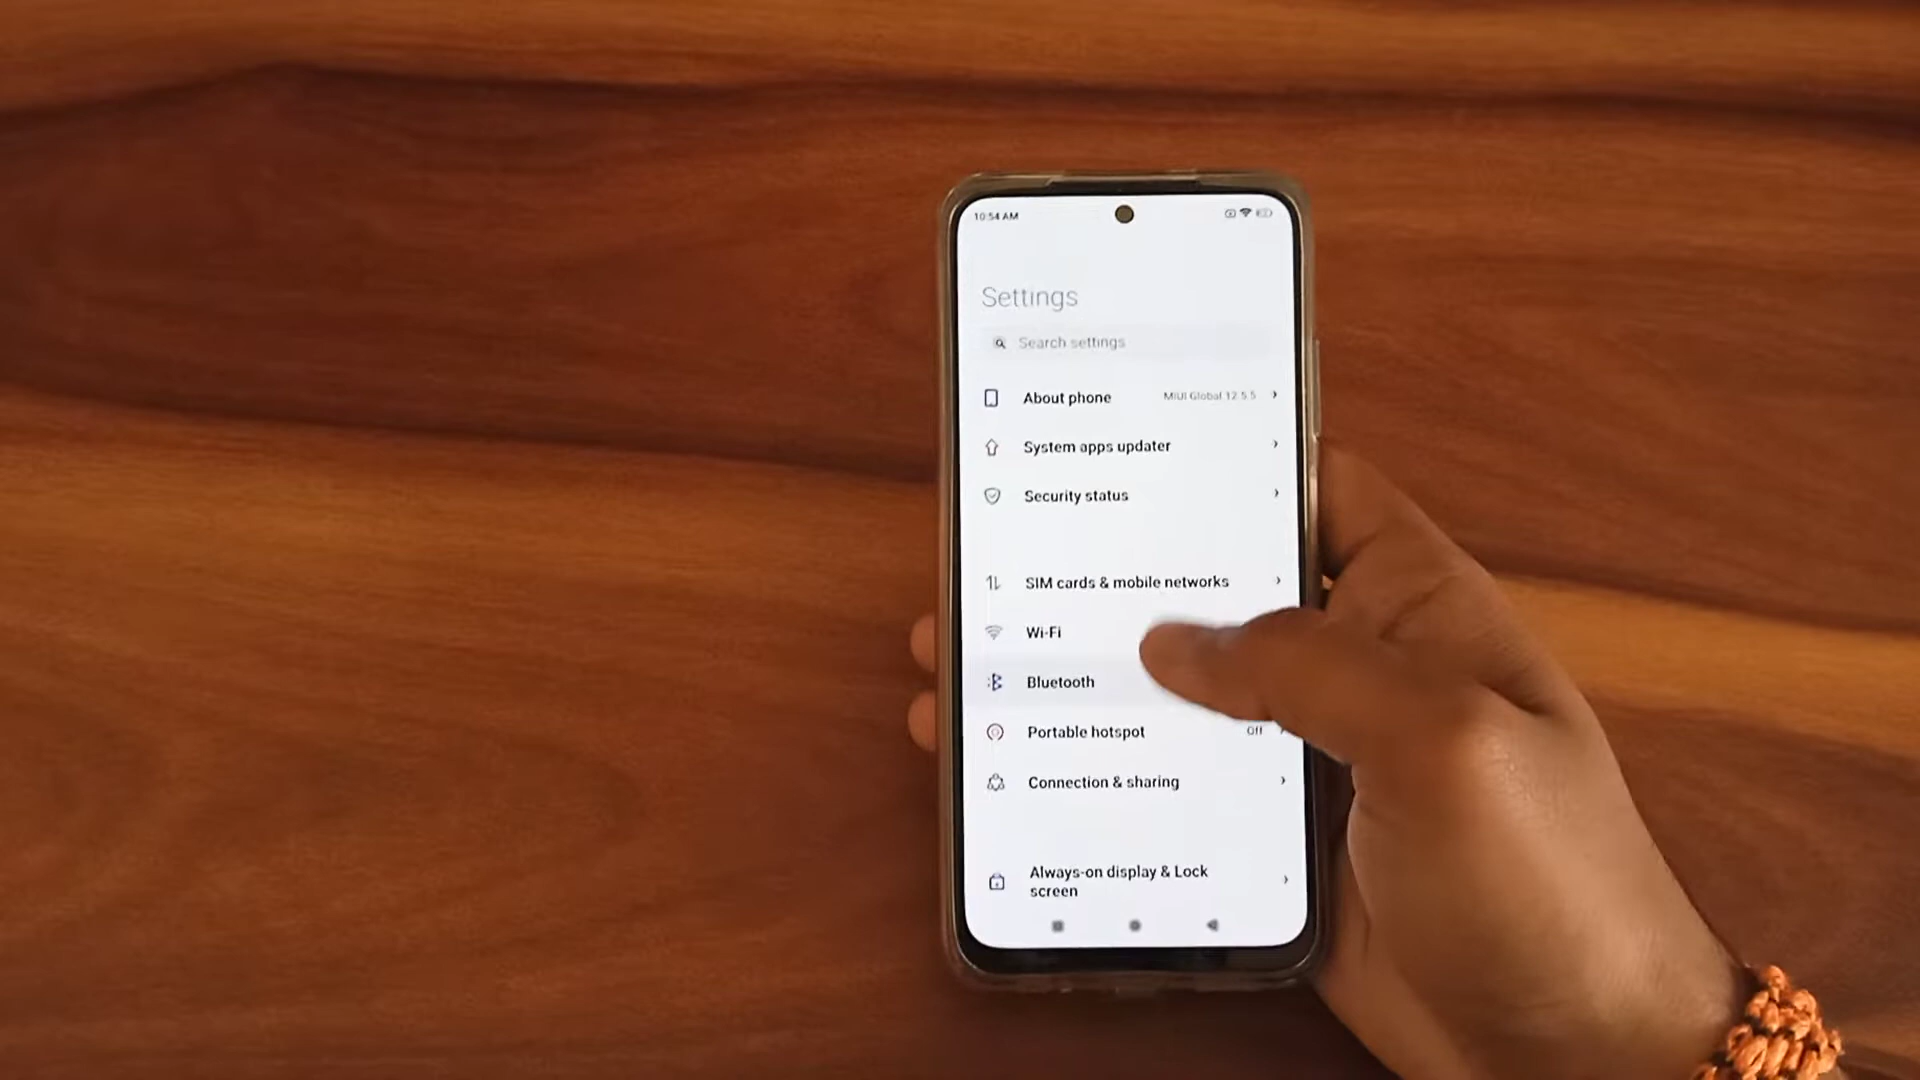 10:54 AM
Settings
Search settings
About phone MIUI Global 12.5.5
System apps updater
Security status
SIM cards & mobile networks
Wi-Fi
Bluetooth
Portable hotspot Off
Connection & sharing
Always-on display & Lock
screen